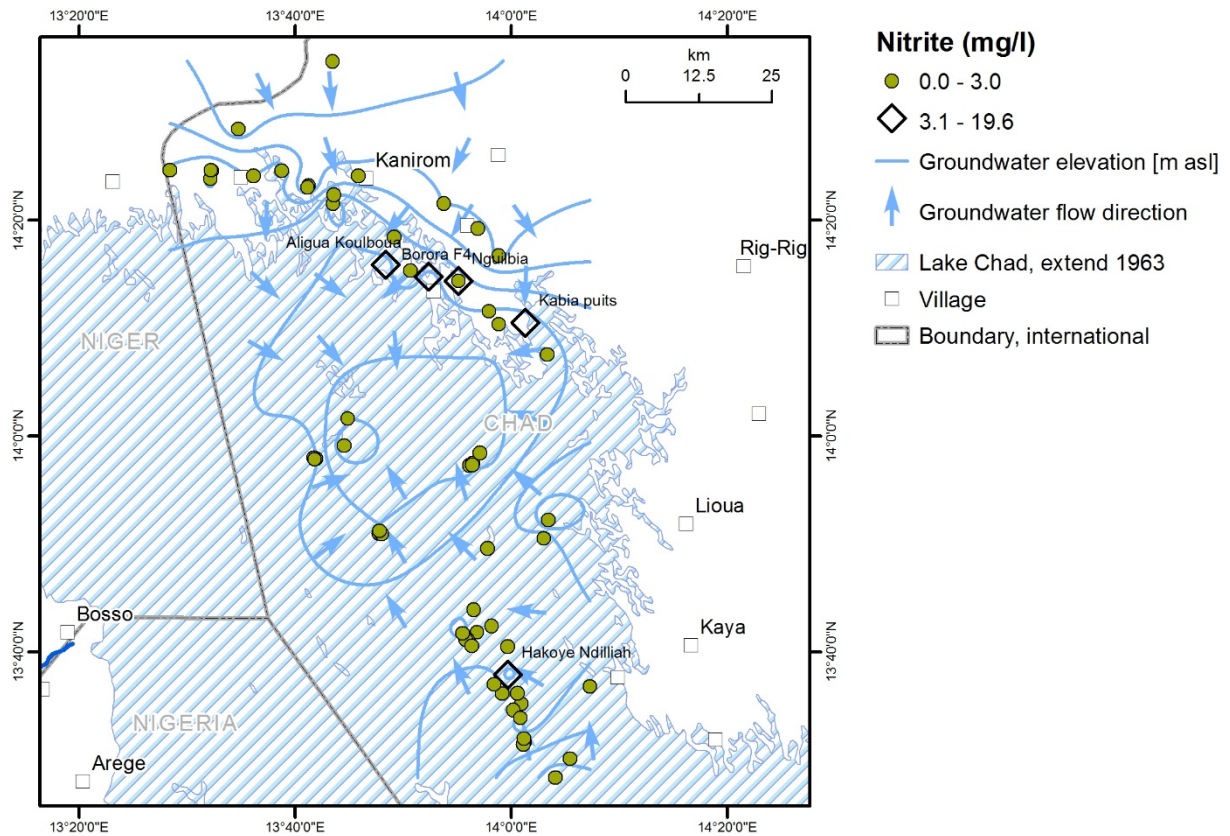 13°20'0"E 13°40'0"E 14°0'0"E 14°20'0"E
km
0 12.5 25
Kanirom
14°20'0"N 14°20'0"N
Aligua Koulboua
Borora F4
Nguilbia
Rig-Rig
Kabia puits
NIGER
CHAD
14°0'0"N 14°0'0"N
Lioua
Bosso
Kaya
13°40'0"N 13°40'0"N
Hakoye Ndilliah
NIGERIA
Arege
13°20'0"E 13°40'0"E 14°0'0"E 14°20'0"E
Nitrite (mg/l)
0.0 - 3.0
3.1 - 19.6
Groundwater elevation [m asl]
Groundwater flow direction
Lake Chad, extend 1963
Village
Boundary, international